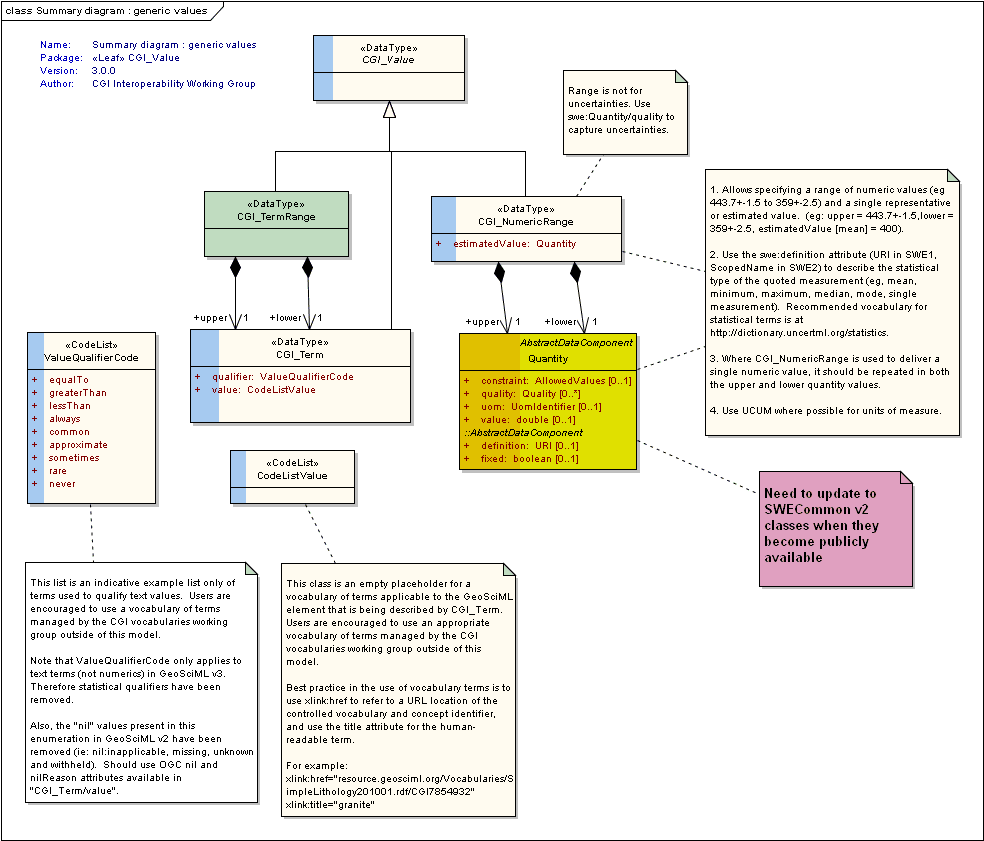 class Summary diagram : generic values
Name: Summary diagram : generic values
Package: «Leaf» CGI_Value
Version: 3.0.0
Author: CGI Interoperability Working Group
«DataType»
CGI_Value
Range is not for
uncertainties. Use
swe:Quantity/quality to
capture uncertainties.
«DataType»
CGI_TermRange
«DataType»
CGI_NumericRange
+ estimatedValue: Quantity
1. Allows specifying a range of numeric values (eg
443.7+-1.5 to 359+-2.5) and a single representative
or estimated value. (eg: upper = 443.7+-1.5,lower =
359+-2.5, estimatedValue [mean] = 400).
2. Use the swe:definition attribute (URI in SWE1,
ScopedName in SWE2) to describe the statistical
type of the quoted measurement (eg, mean,
minimum, maximum, median, mode, single
measurement). Recommended vocabulary for
statistical terms is at
http://dictionary.uncertml.org/statistics.
3. Where CGI_NumericRange is used to deliver a
single numeric value, it should be repeated in both
the upper and lower quantity values.
4. Use UCUM where possible for units of measure.
+upper 1 +lower 1
+upper 1 +lower 1
«CodeList»
ValueQualifierCode
+ equalTo
+ greaterThan
+ lessThan
+ always
+ common
+ approximate
+ sometimes
+ rare
+ never
«DataType»
CGI_Term
+ qualifier: ValueQualifierCode
+ value: CodeListValue
AbstractDataComponent
Quantity
+ constraint: AllowedValues [0..1]
+ quality: Quality [0..*]
+ uom: UomIdentifier [0..1]
+ value: double [0..1]
::AbstractDataComponent
+ definition: URI [0..1]
+ fixed: boolean [0..1]
«CodeList»
CodeListValue
Need to update to
SWECommon v2
classes when they
become publicly
available
This list is an indicative example list only of
terms used to qualify text values. Users are
encouraged to use a vocabulary of terms
managed by the CGI vocabularies working
group outside of this model.
Note that ValueQualifierCode only applies to
text terms (not numerics) in GeoSciML v3.
Therefore statistical qualifiers have been
removed.
Also, the "nil" values present in this
enumeration in GeoSciML v2 have been
removed (ie: nil:inapplicable, missing, unknown
and withheld). Should use OGC nil and
nilReason attributes available in
"CGI_Term/value".
This class is an empty placeholder for a
vocabulary of terms applicable to the GeoSciML
element that is being described by CGI_Term.
Users are encouraged to use an appropriate
vocabulary of terms managed by the CGI
vocabularies working group outside of this
model.
Best practice in the use of vocabulary terms is to
use xlink:href to refer to a URL location of the
controlled vocabulary and concept identifier,
and use the title attribute for the human-
readable term.
For example:
xlink:href="resource.geosciml.org/Vocabularies/S
impleLithology201001.rdf/CGI7854932"
xlink:title="granite"